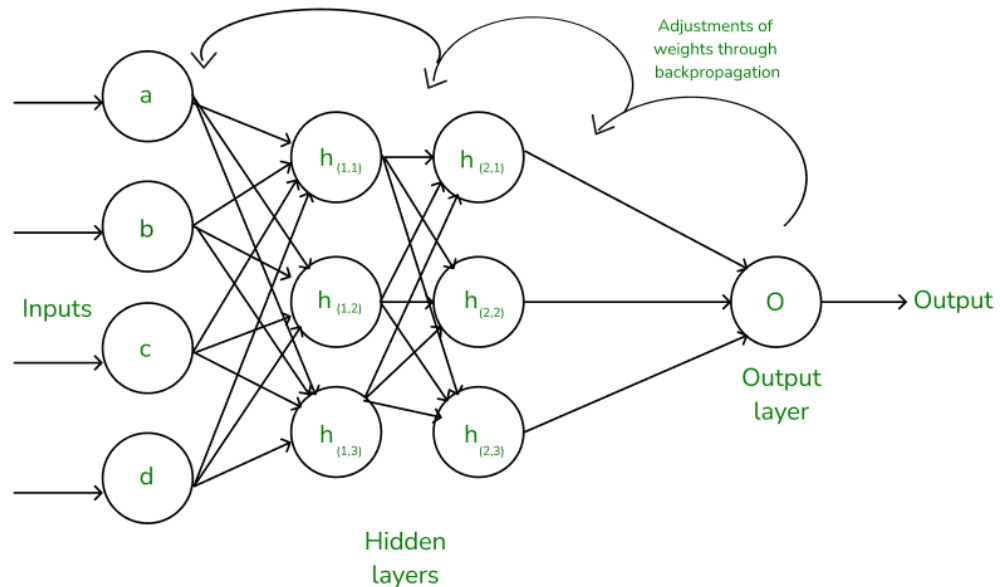 Adjustments of
weights through
backpropagation
a
h (1,1)
h (2,1)
b
Inputs
h (1,2)
h (2,2)
O
Output
c
Output
layer
d
h (1,3)
h (2,3)
Hidden
layers